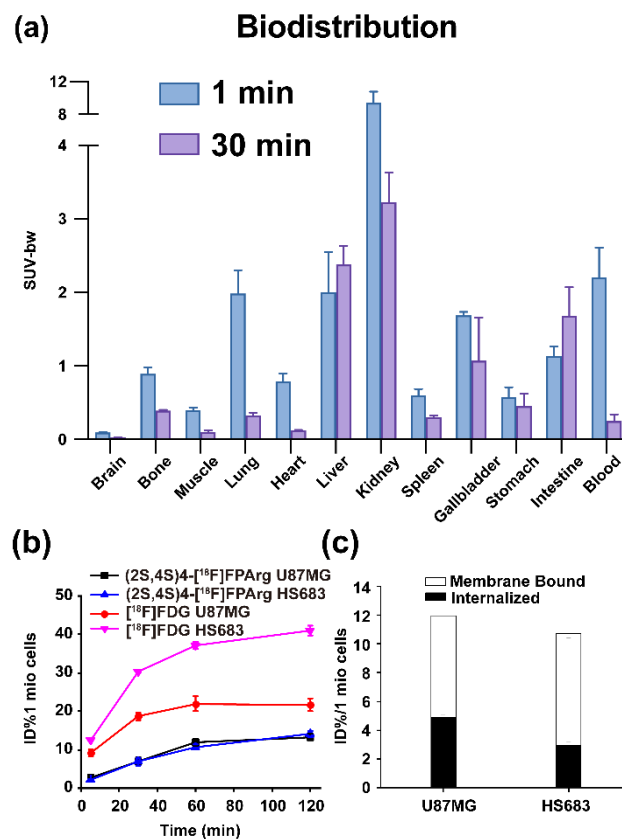 (a) Biodistribution
12
8
4
3
2
1
0
SUV-bw
1 min
30 min
Brain Bone Muscle Lung Heart Liver Kidney Spleen Gallbladder Stomach Intestine Blood
(b)
(2S,4S)4-[¹⁸F]FPArg U87MG
(2S,4S)4-[¹⁸F]FPArg HS683
[¹⁸F]FDG U87MG
[¹⁸F]FDG HS683
50
40
30
20
10
0
ID%1 mio cells
0 20 40 60 80 100 120
Time (min)
(c)
Membrane Bound
Internalized
14
12
10
8
6
4
2
0
ID%/1 mio cells
U87MG HS683